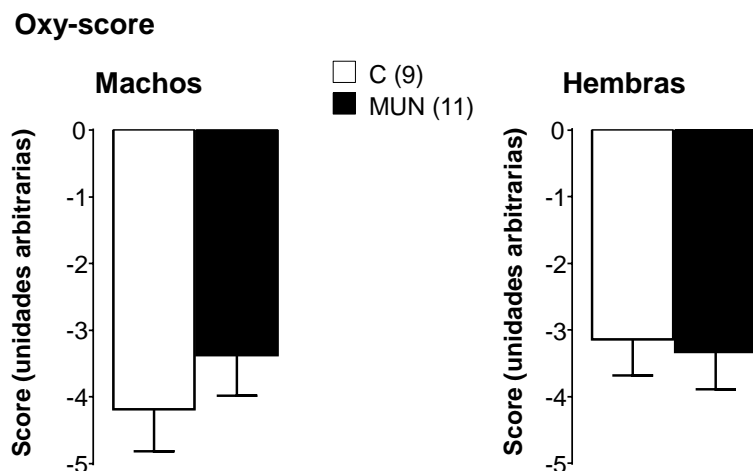 Oxy-score
Machos
C (9)
MUN (11)
Hembras
Score (unidades arbitrarias)
0
-1
-2
-3
-4
-5
Score (unidades arbitrarias)
0
-1
-2
-3
-4
-5